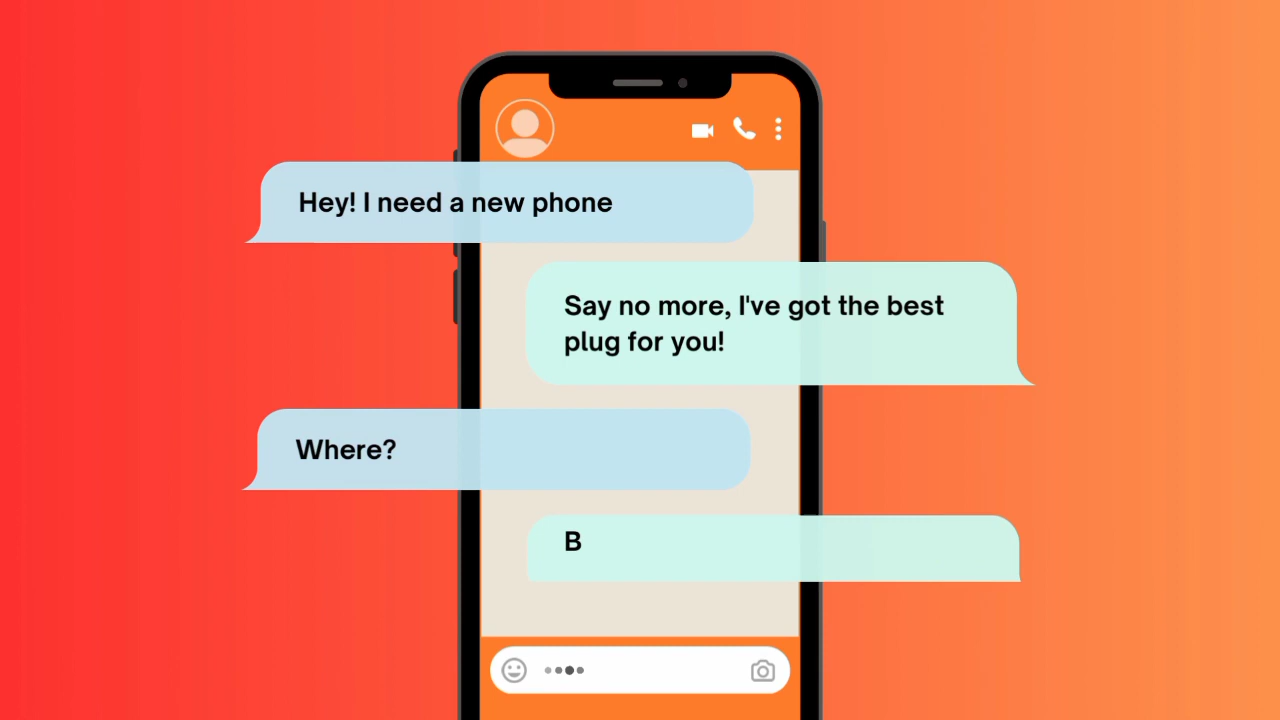 Hey! I need a new phone
Say no more, I've got the best
plug for you!
Where?
B